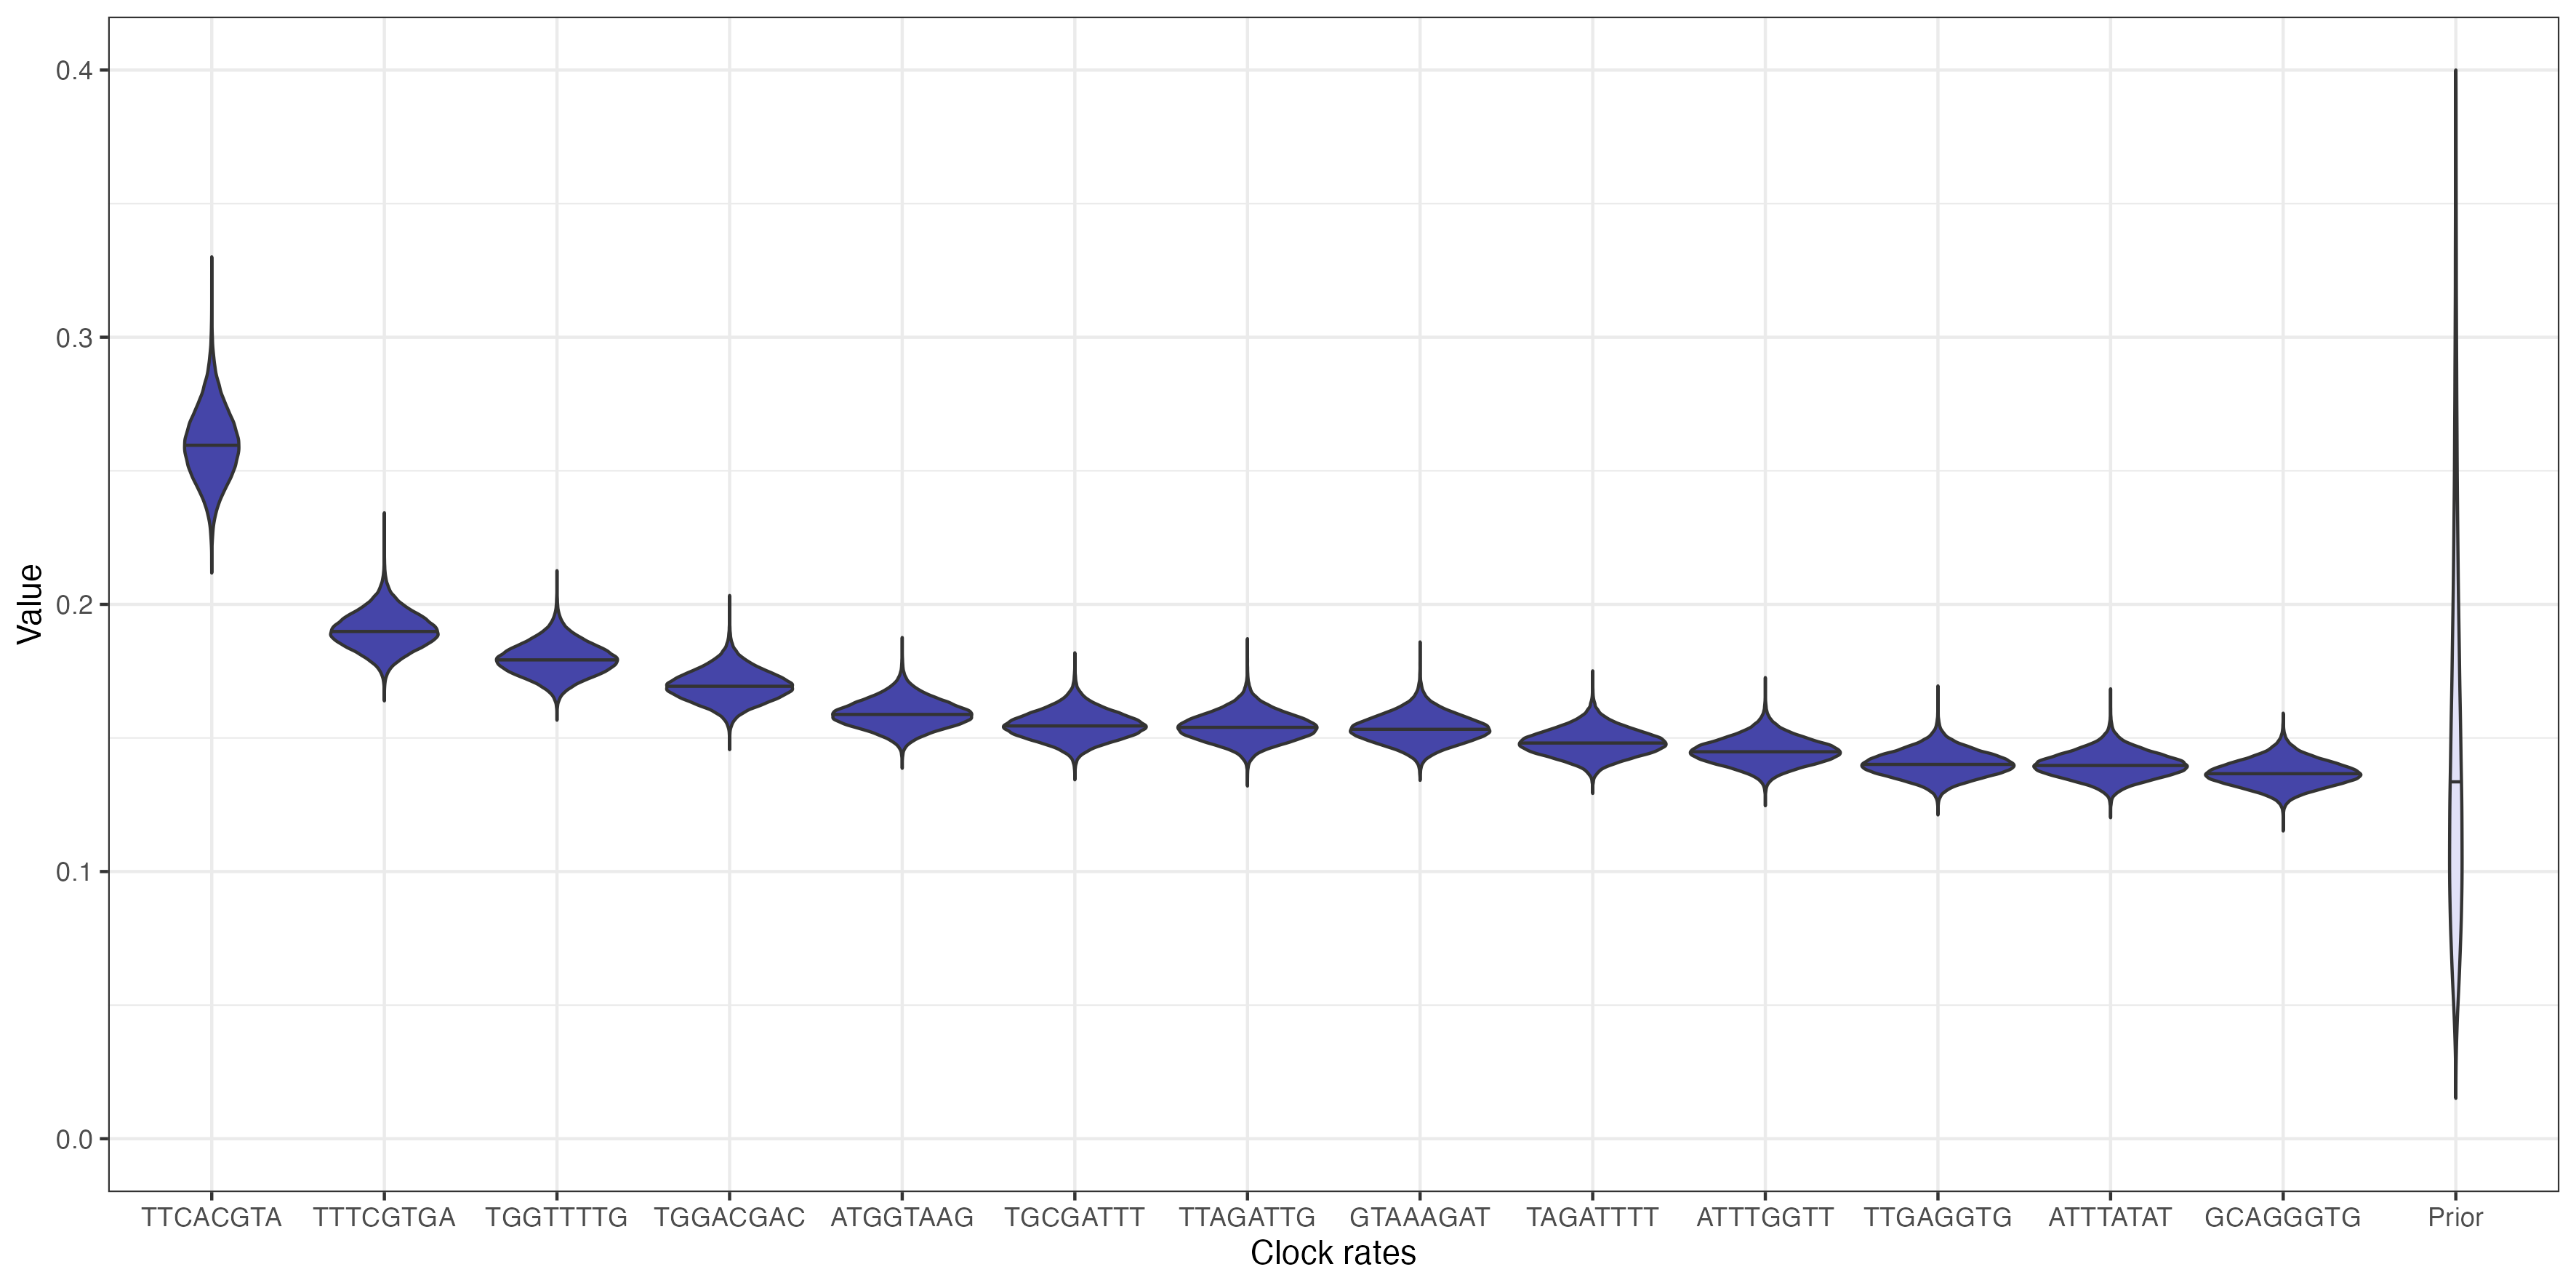 0.4
0.3
0.2
0.1
0.0
Value
TTCACGTA TTTCGTGA TGGTTTTG TGGACGAC ATGGTAAG TGCGATTT TTAGATTG GTAAAGAT TAGATTTT ATTTGGTT TTGAGGTG ATTTATAT GCAGGGTG Prior
Clock rates